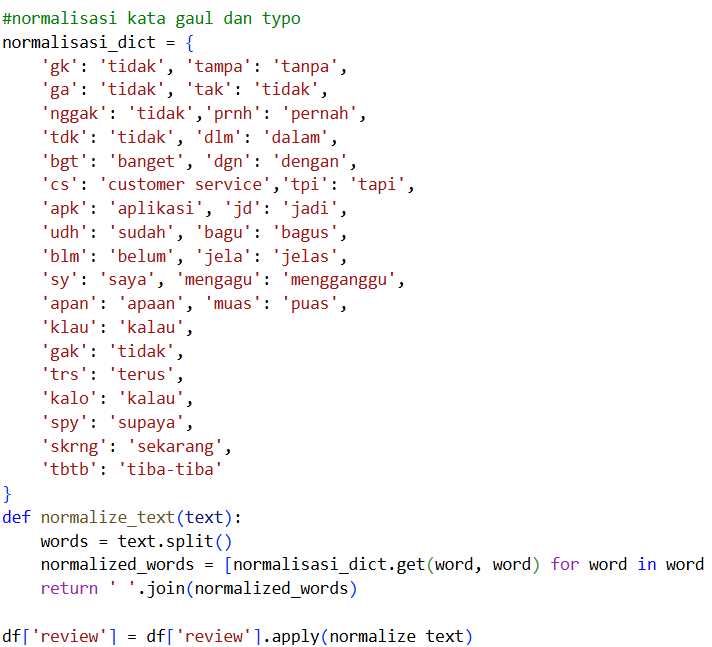 #normalisasi kata gaul dan typo
normalisasi_dict = {
    'gk': 'tidak', 'tampa': 'tanpa',
    'ga': 'tidak', 'tak': 'tidak',
    'nggak': 'tidak','prnh': 'pernah',
    'tdk': 'tidak', 'dlm': 'dalam',
    'bgt': 'banget', 'dgn': 'dengan',
    'cs': 'customer service','tpi': 'tapi',
    'apk': 'aplikasi', 'jd': 'jadi',
    'udh': 'sudah', 'bagu': 'bagus',
    'blm': 'belum', 'jela': 'jelas',
    'sy': 'saya', 'mengagu': 'mengganggu',
    'apan': 'apaan', 'muas': 'puas',
    'klau': 'kalau',
    'gak': 'tidak',
    'trs': 'terus',
    'kalo': 'kalau',
    'spy': 'supaya',
    'skrng': 'sekarang',
    'tbtb': 'tiba-tiba'
}
def normalize_text(text):
    words = text.split()
    normalized_words = [normalisasi_dict.get(word, word) for word in word
    return ' '.join(normalized_words)
df['review'] = df['review'].apply(normalize_text)